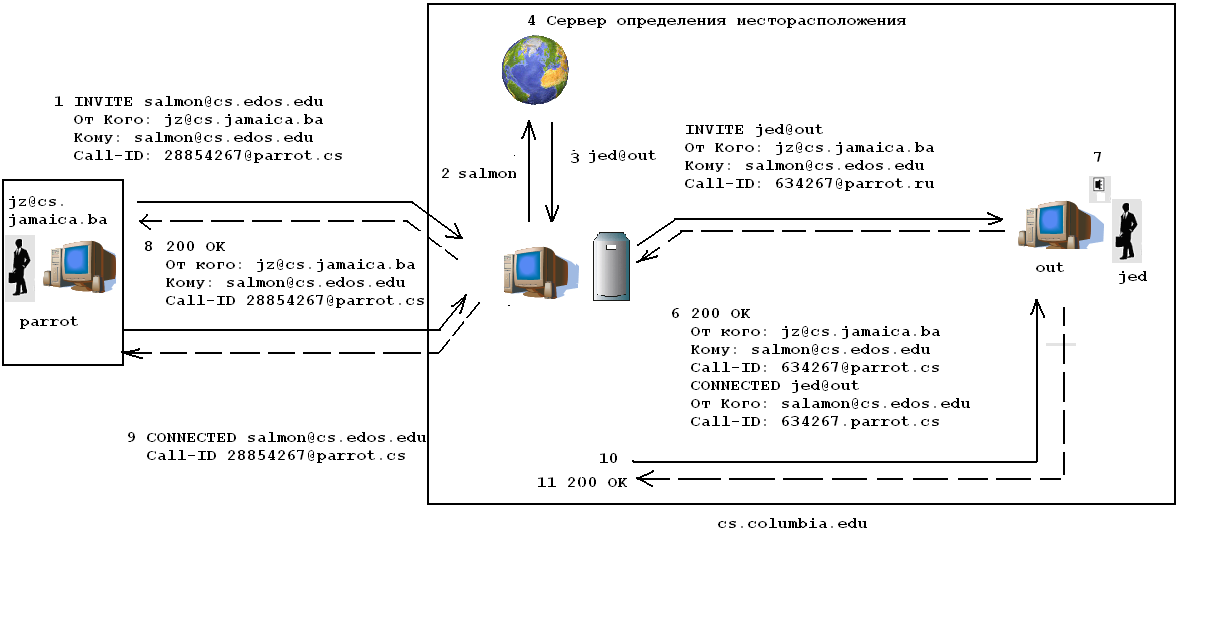 4 Сервер определения месторасположения
1 INVITE salmon@cs.edos.edu
От Кого: jz@cs.jamaica.ba
Кому: salmon@cs.edos.edu
Call-ID: 28854267@parrot.cs
2 salmon
3 jed@out
INVITE jed@out
От Кого: jz@cs.jamaica.ba
Кому: salmon@cs.edos.edu
Call-ID: 634267@parrot.ru
7
jz@cs.
jamaica.ba
parrot
8 200 OK
От кого: jz@cs.jamaica.ba
Кому: salmon@cs.edos.edu
Call-ID 28854267@parrot.cs
out
jed
6 200 OK
От кого: jz@cs.jamaica.ba
Кому: salmon@cs.edos.edu
Call-ID: 634267@parrot.cs
CONNECTED jed@out
От Кого: salamon@cs.edos.edu
Call-ID: 634267.parrot.cs
9 CONNECTED salmon@cs.edos.edu
Call-ID 28854267@parrot.cs
10
11 200 OK
cs.columbia.edu